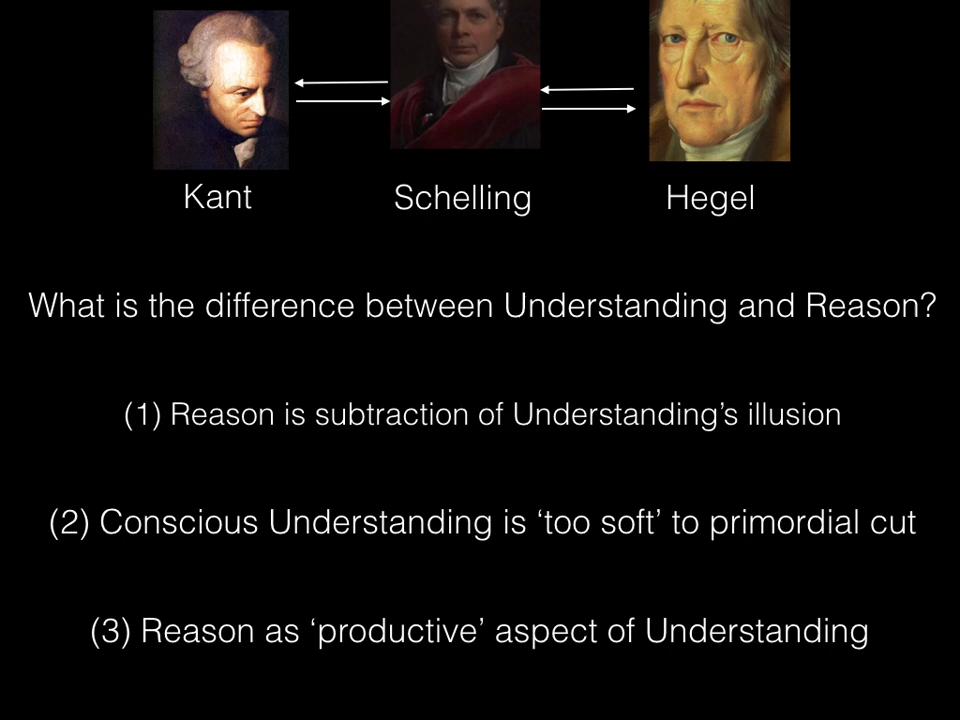 Kant
Schelling
Hegel
What is the difference between Understanding and Reason?
(1) Reason is subtraction of Understanding’s illusion
(2) Conscious Understanding is ‘too soft’ to primordial cut
(3) Reason as ‘productive’ aspect of Understanding